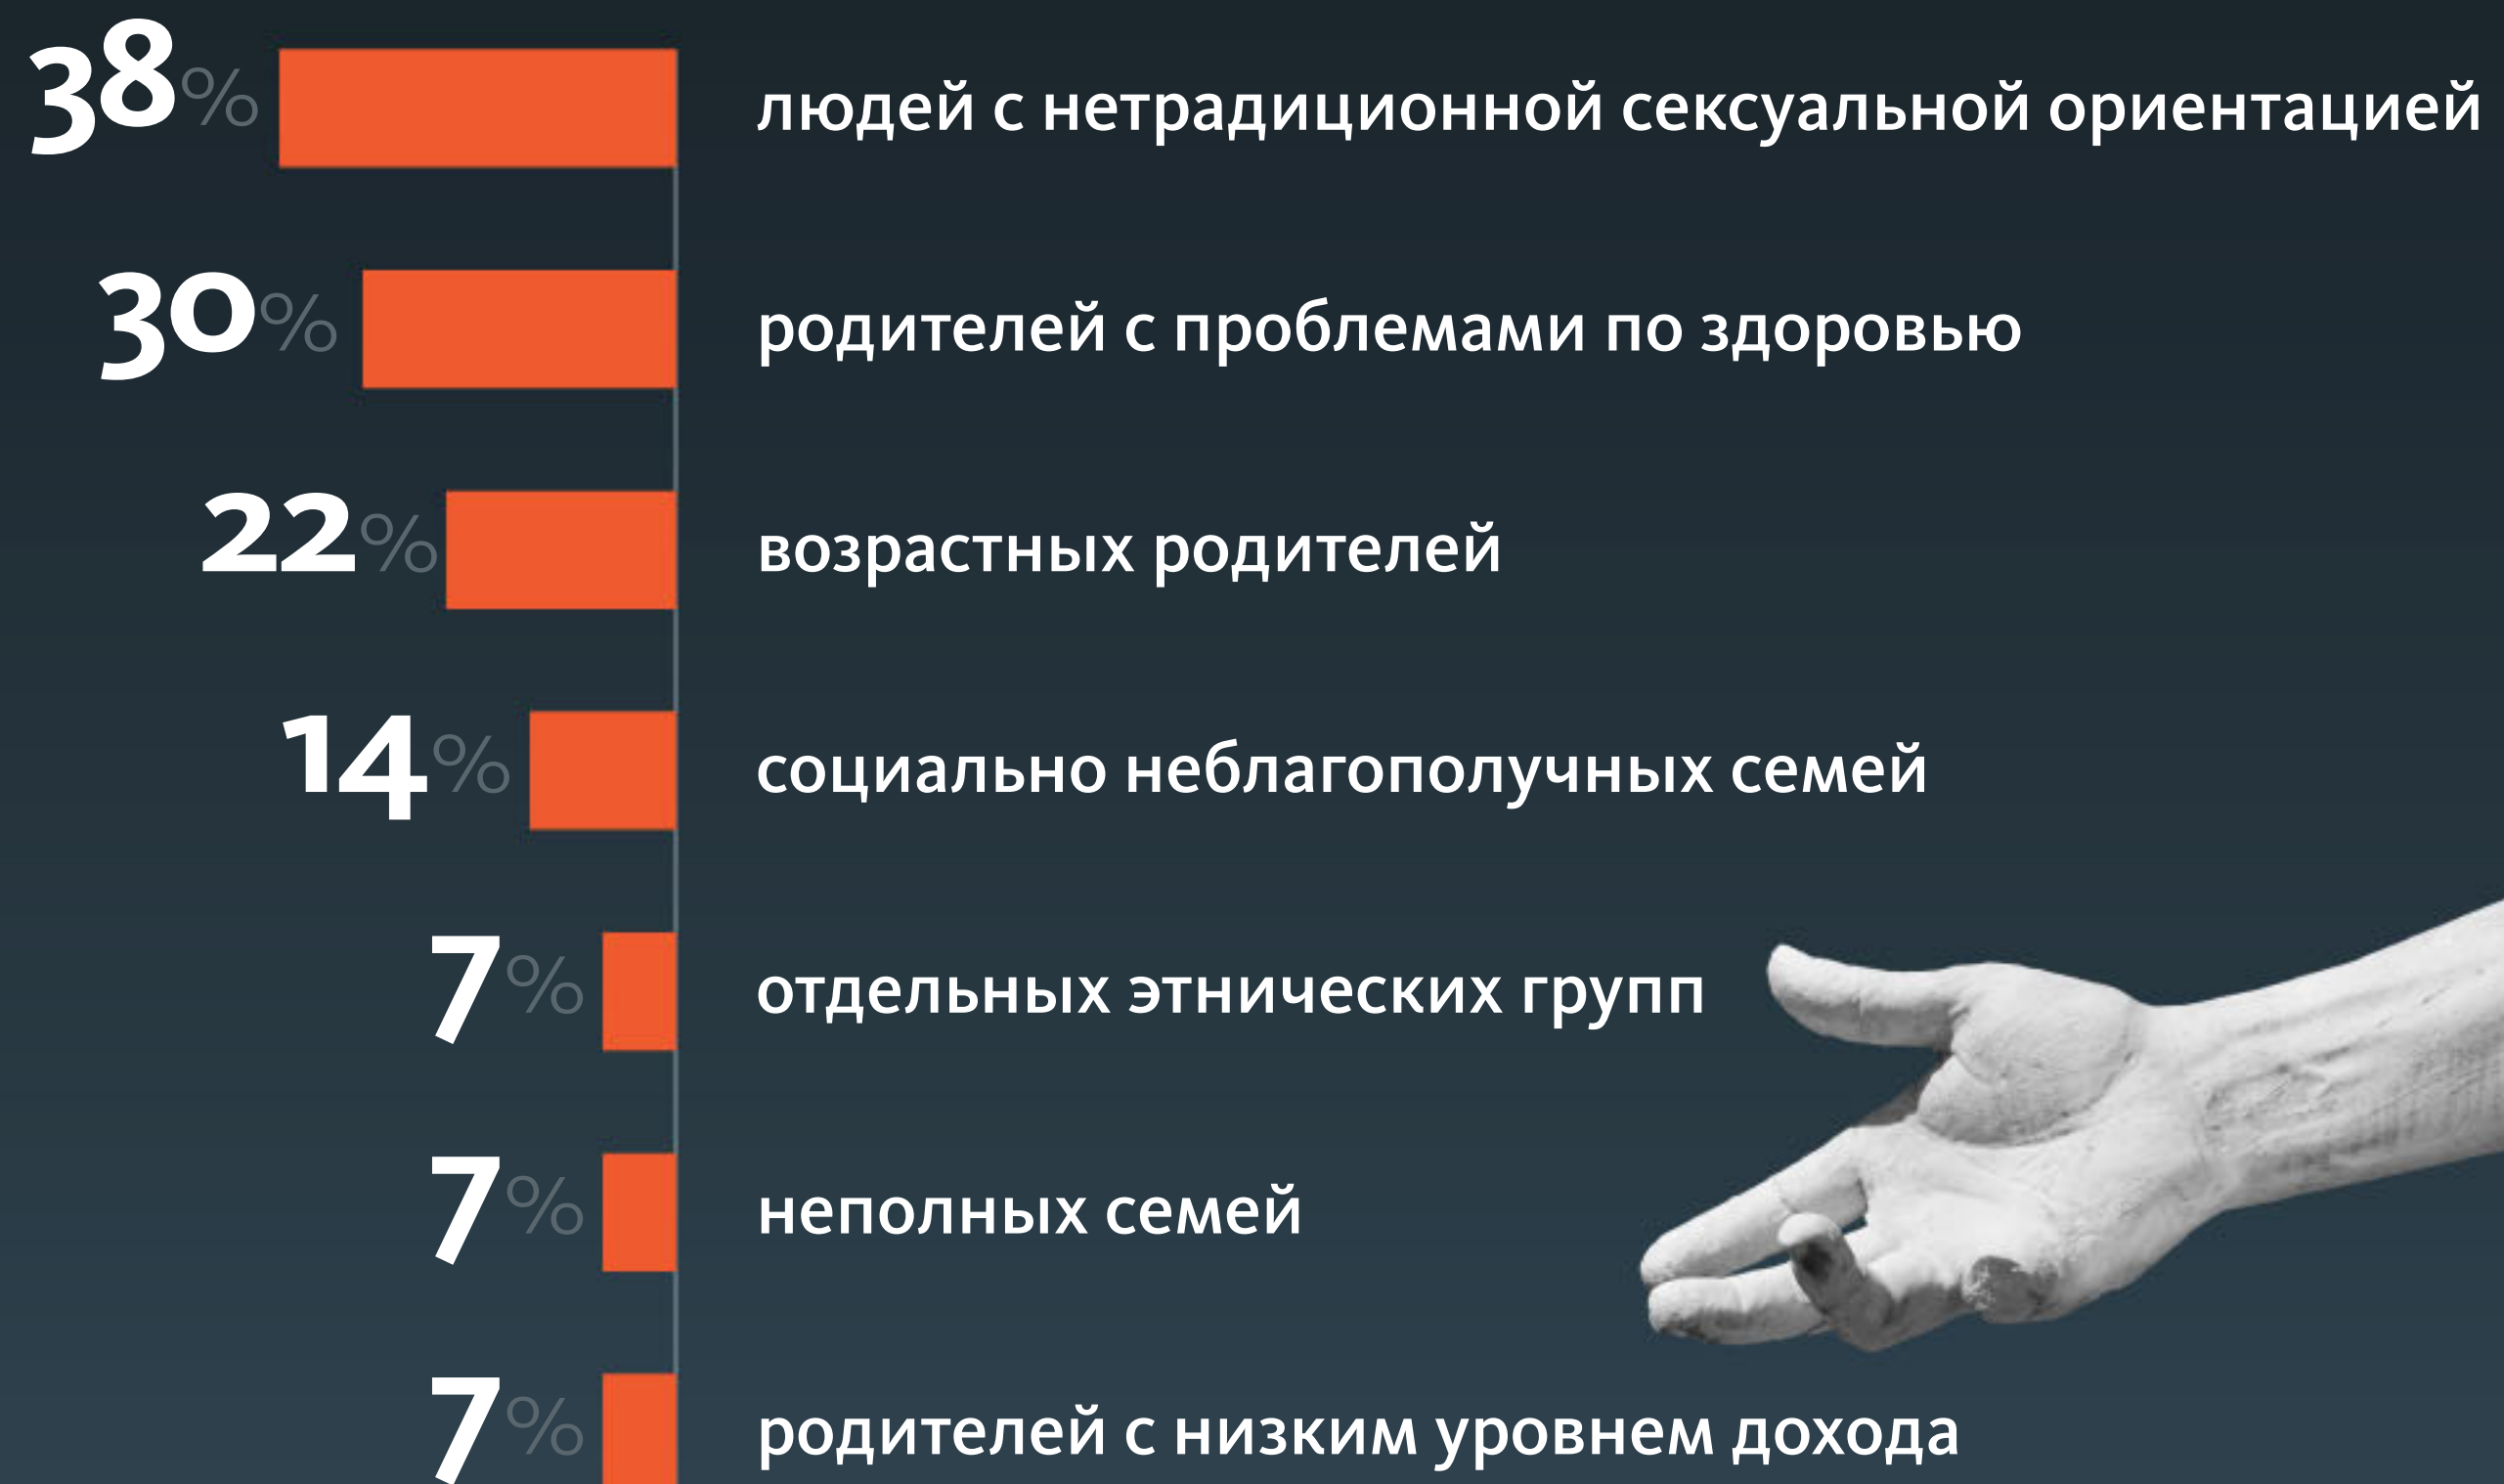 38% людей с нетрадиционной сексуальной ориентацией
30% родителей с проблемами по здоровью
22% возрастных родителей
14% социально неблагополучных семей
7% отдельных этнических групп
7% неполных семей
7% родителей с низким уровнем дохода